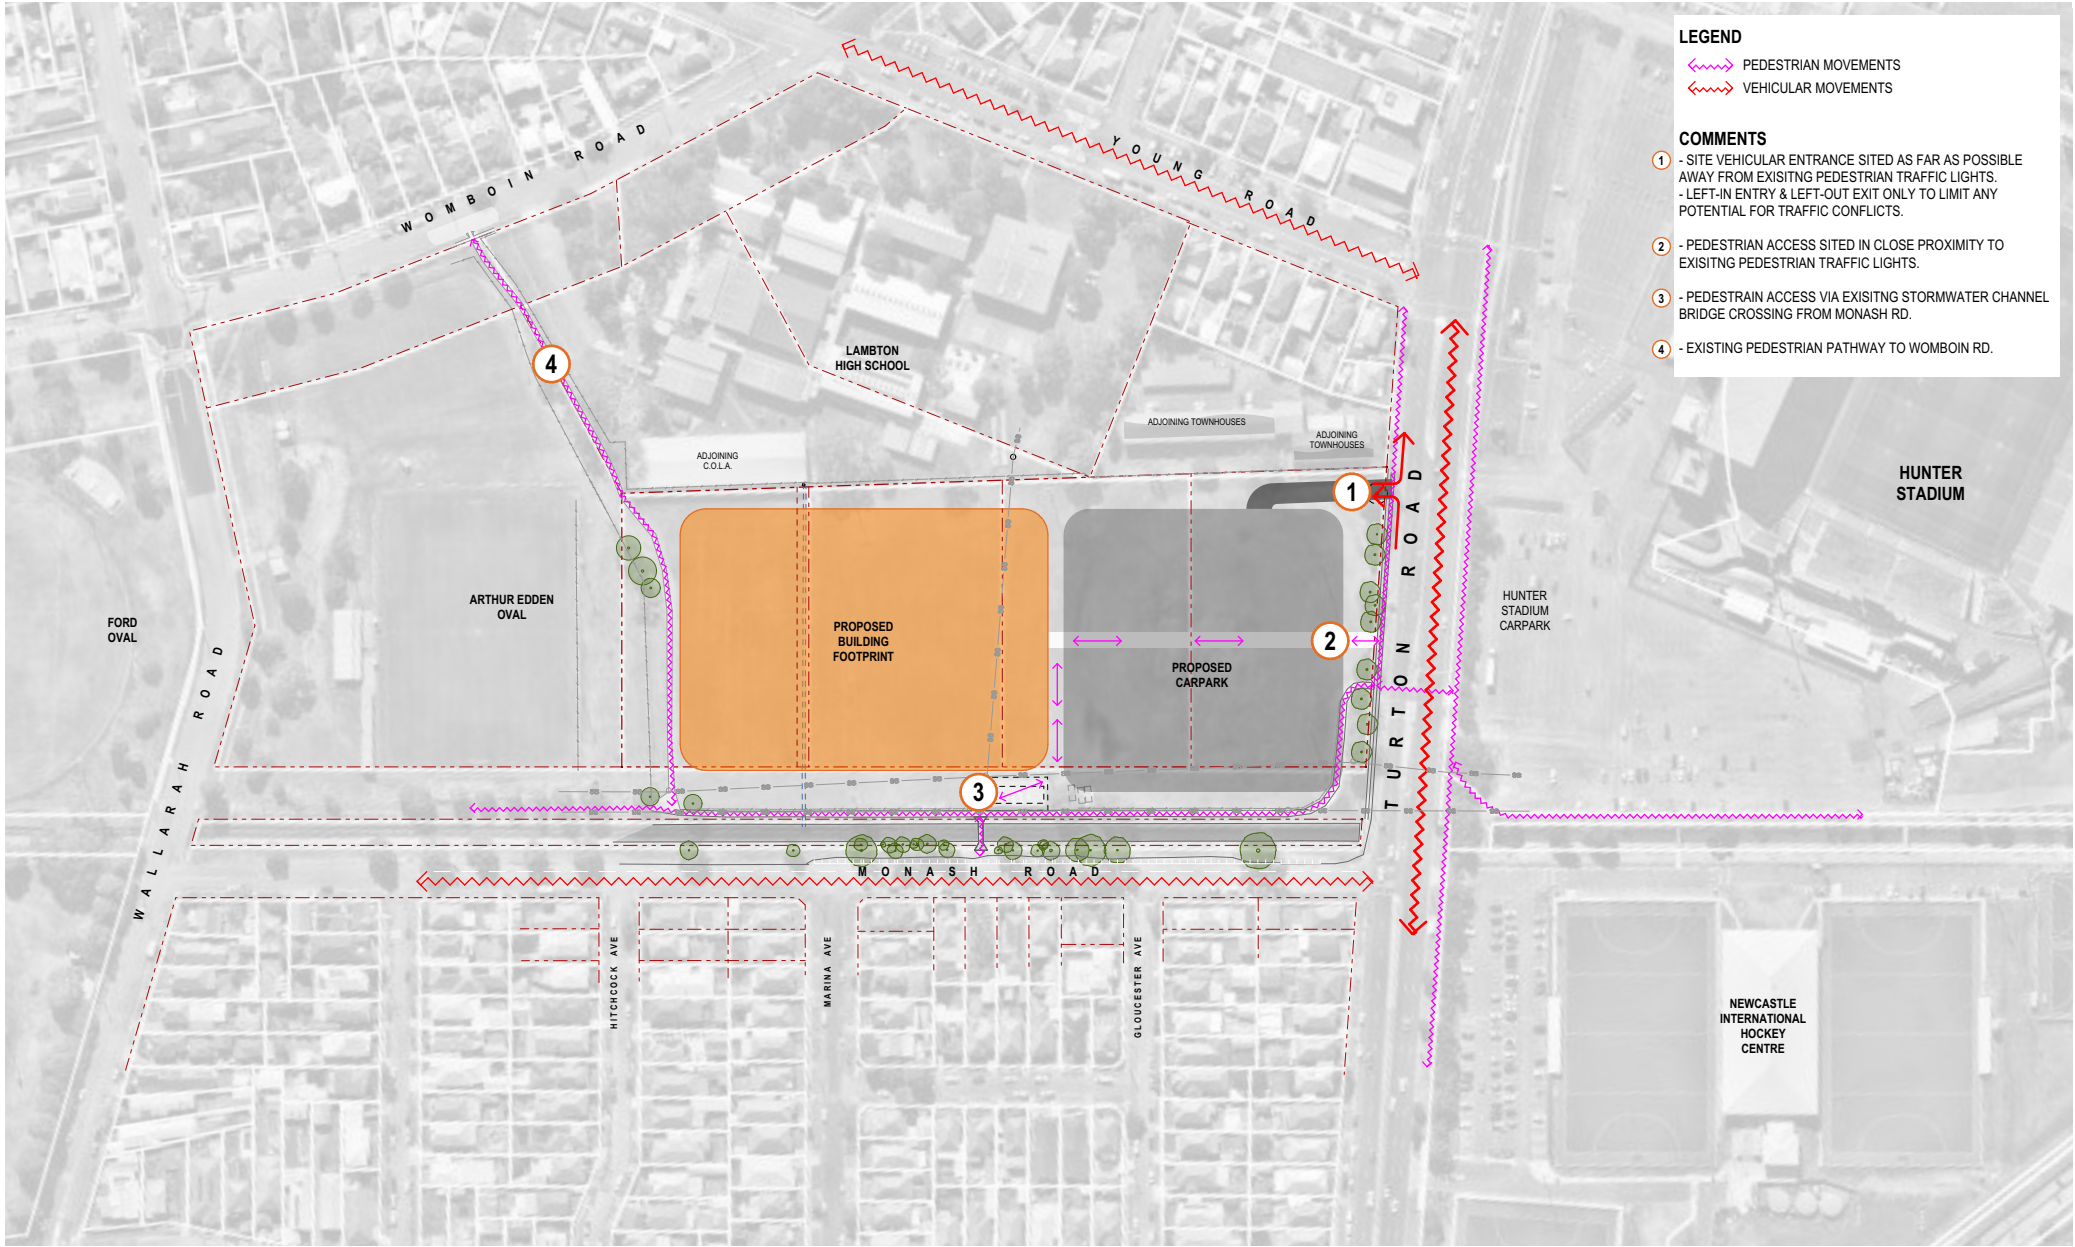 LEGEND
PEDESTRIAN MOVEMENTS
VEHICULAR MOVEMENTS
COMMENTS
1 - SITE VEHICULAR ENTRANCE SITED AS FAR AS POSSIBLE
AWAY FROM EXISITNG PEDESTRIAN TRAFFIC LIGHTS.
- LEFT-IN ENTRY & LEFT-OUT EXIT ONLY TO LIMIT ANY
POTENTIAL FOR TRAFFIC CONFLICTS.
2 - PEDESTRIAN ACCESS SITED IN CLOSE PROXIMITY TO
EXISITNG PEDESTRIAN TRAFFIC LIGHTS.
3 - PEDESTRAIN ACCESS VIA EXISITNG STORMWATER CHANNEL
BRIDGE CROSSING FROM MONASH RD.
4 - EXISTING PEDESTRIAN PATHWAY TO WOMBOIN RD.
WOMBOIN ROAD
YOUNG ROAD
4
LAMBTON
HIGH SCHOOL
ADJOINING TOWNHOUSES
ADJOINING
TOWNHOUSES
ADJOINING
C.O.L.A.
1
HUNTER
STADIUM
FORD
OVAL
ARTHUR EDDEN
OVAL
PROPOSED
BUILDING
FOOTPRINT
PROPOSED
CARPARK
2
HUNTER
STADIUM
CARPARK
TURTON ROAD
WALLARAH ROAD
3
MONASH ROAD
HITCHCOCK AVE
MARINA AVE
GLOUCESTER AVE
NEWCASTLE
INTERNATIONAL
HOCKEY
CENTRE